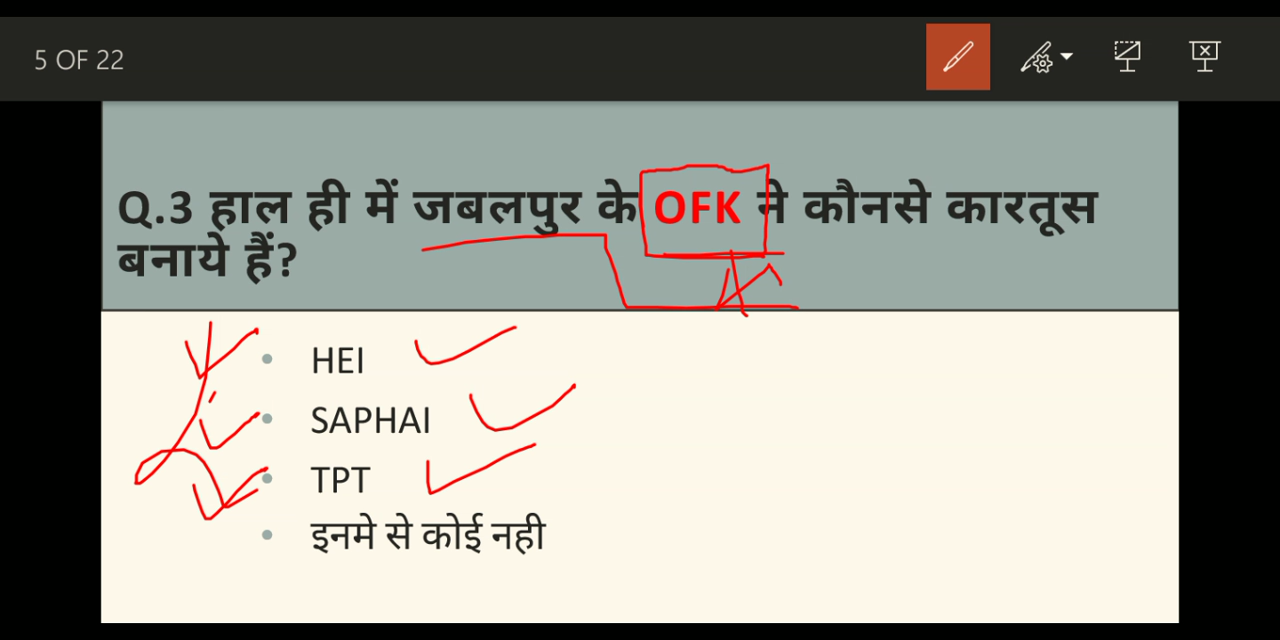 5 OF 22
Q.3 हाल ही में जबलपुर के OFK ने कौनसे कारतूस
बनाये हैं?
HEI
SAPHAI
TPT
इनमे से कोई नही